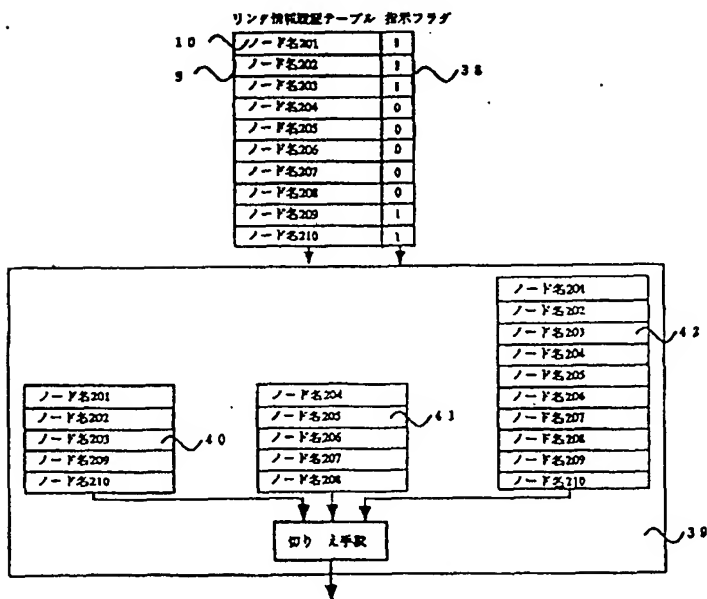 リンク情報設置テーブル 指示フラグ
10 ノード名201 1
9 ノード名202 1 38
ノード名203 1
ノード名204 0
ノード名205 0
ノード名206 0
ノード名207 0
ノード名208 0
ノード名209 1
ノード名210 1
ノード名201
ノード名202
ノード名203 42
ノード名204
ノード名205
ノード名206
ノード名207
ノード名208
ノード名209
ノード名210
ノード名201
ノード名202
ノード名203 40
ノード名209
ノード名210
ノード名204
ノード名205 41
ノード名206
ノード名207
ノード名208
切り え手段
39